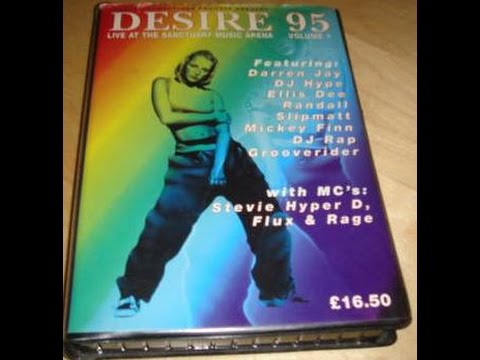 DESIRE 95
LIVE AT THE SANCTUARY MUSIC ARENA VOLUME 1
Featuring:
Darren Jay
DJ Hype
Ellis Dee
Randall
Slipmatt
Mickey Finn
DJ Rap
Grooverider
with MC's:
Stevie Hyper D,
Flux & Rage
£16.50